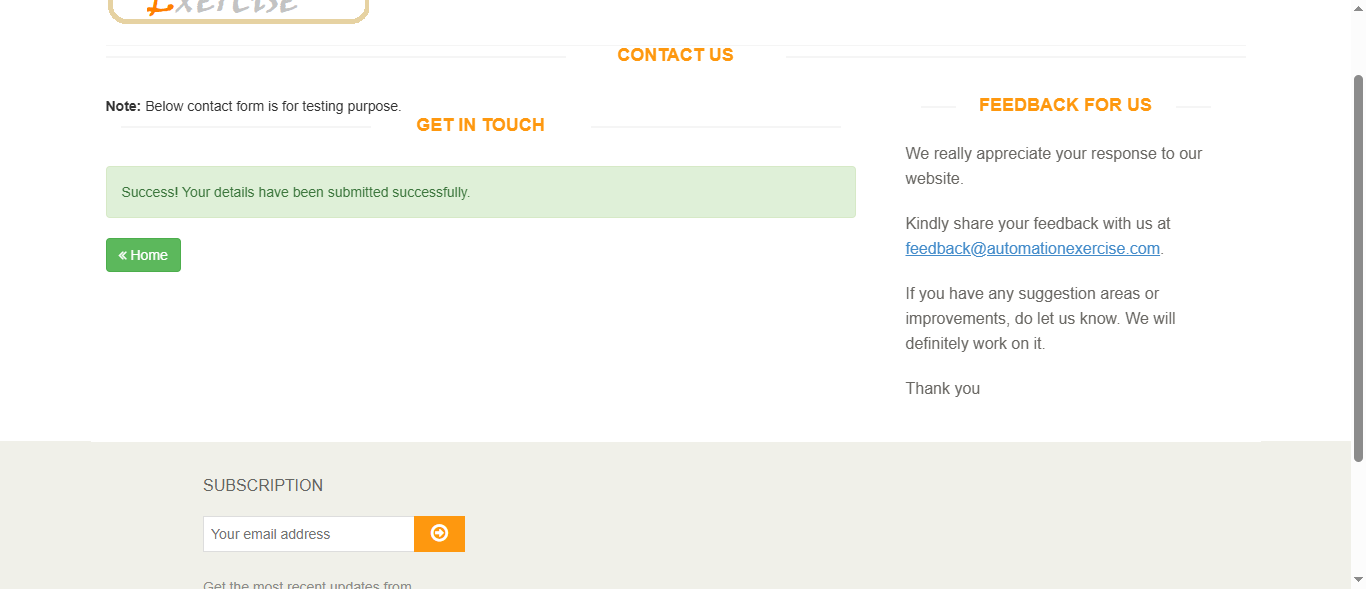 Exercise
CONTACT US
Note: Below contact form is for testing purpose.
GET IN TOUCH
Success! Your details have been submitted successfully.
« Home
FEEDBACK FOR US
We really appreciate your response to our
website.
Kindly share your feedback with us at
feedback@automationexercise.com.
If you have any suggestion areas or
improvements, do let us know. We will
definitely work on it.
Thank you
SUBSCRIPTION
Your email address
Get the most recent updates from